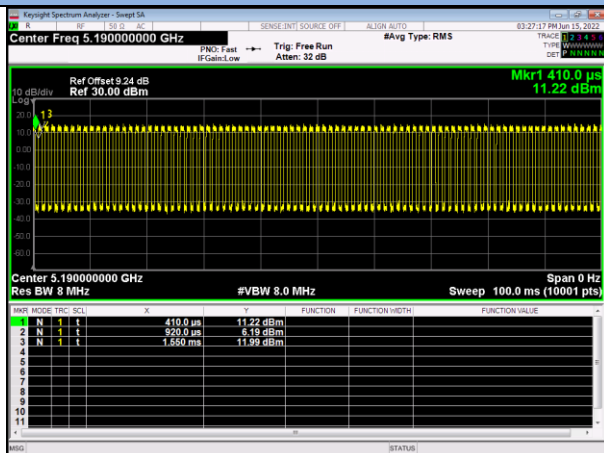 Keysight Spectrum Analyzer - Swept SA
R RF 50 Ω AC SENSE:INT SOURCE OFF ALIGN AUTO 03:27:17 PM Jun 15, 2022
Center Freq 5.190000000 GHz #Avg Type: RMS TRACE 1 2 3 4 5 6
PNO: Fast Trig: Free Run TYPE WWWWWW
IFGain:Low Atten: 32 dB DET P NNNNN
Mkr1 410.0 µs
11.22 dBm
Ref Offset 9.24 dB
10 dB/div Ref 30.00 dBm
Log
20.0
10.0
0.00
-10.0
-20.0
-30.0
-40.0
-50.0
-60.0
1 3
Center 5.190000000 GHz Span 0 Hz
Res BW 8 MHz #VBW 8.0 MHz Sweep 100.0 ms (10001 pts)
MKR MODE TRC SCL X Y FUNCTION FUNCTION WIDTH FUNCTION VALUE
1 N 1 t 410.0 µs 11.22 dBm
2 N 1 t 920.0 µs 6.19 dBm
3 N 1 t 1.550 ms 11.99 dBm
4
5
6
7
8
9
10
11
MSG STATUS